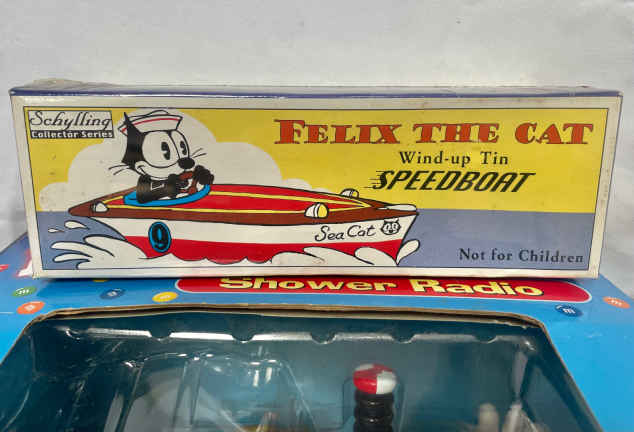 Schylling
Collector Series
FELIX THE CAT
Wind-up Tin
SPEEDBOAT
9
Sea Cat
Not for Children
Shower Radio
m
m
m
m
m